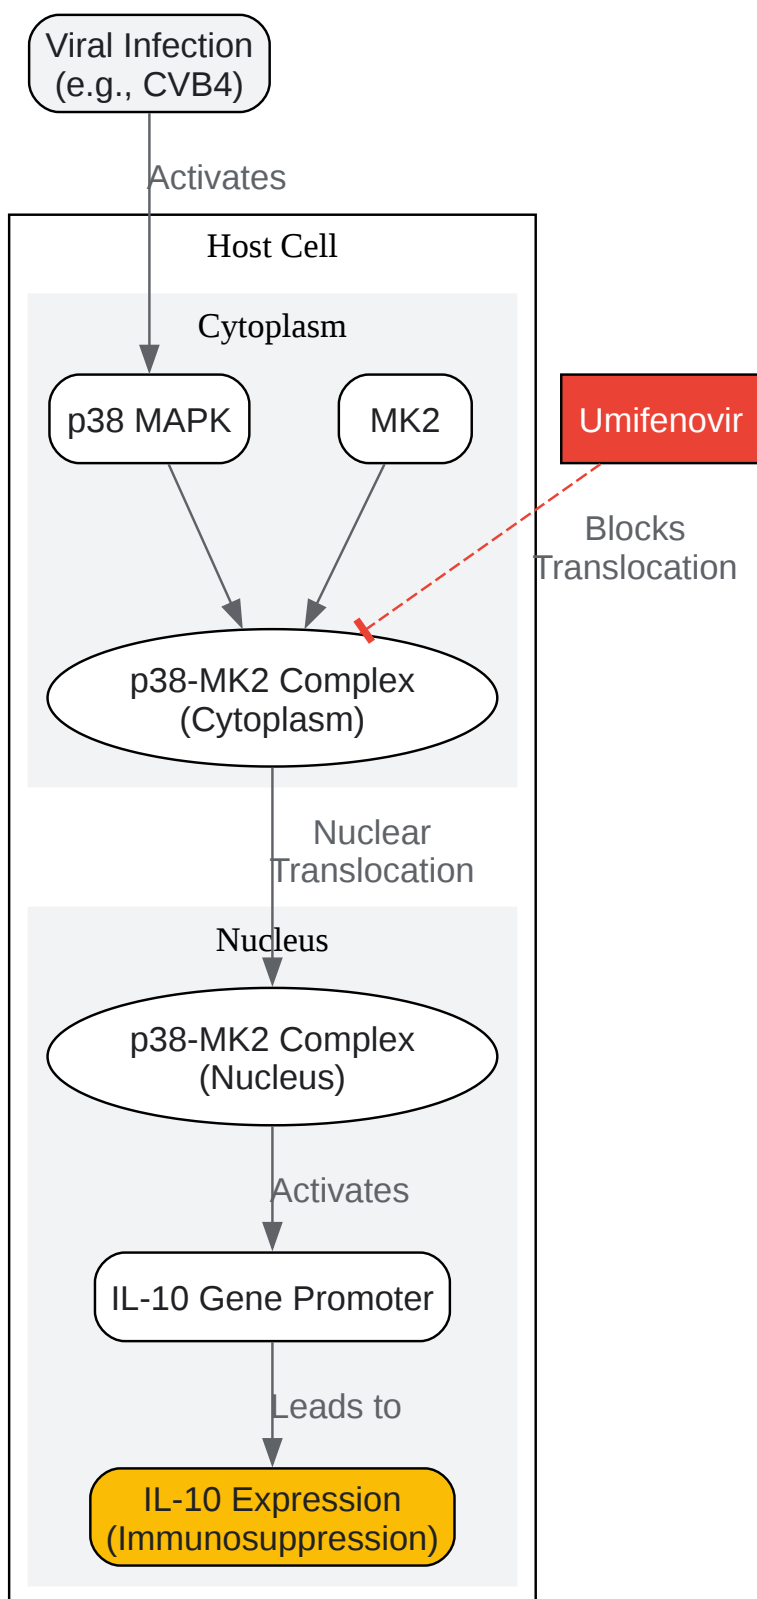 Viral Infection
(e.g., CVB4)
Activates
Host Cell
Cytoplasm
p38 MAPK
MK2
Umifenovir
Blocks
Translocation
p38-MK2 Complex
(Cytoplasm)
Nuclear
Translocation
Nucleus
p38-MK2 Complex
(Nucleus)
Activates
IL-10 Gene Promoter
Leads to
IL-10 Expression
(Immunosuppression)